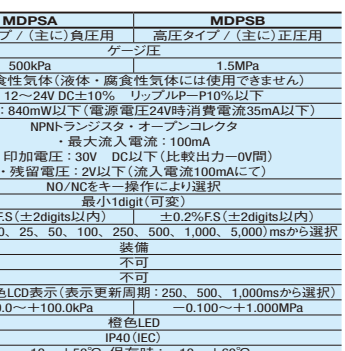 MDPSA MDPSB
プ / (主に)負圧用 高圧タイプ / (主に)正圧用
ゲージ圧
500kPa 1.5MPa
食性気体(液体・腐食性気体には使用できません)
12～24V DC±10% リップルP−P10%以下
：840mW以下(電源電圧24V時消費電流35mA以下)
NPNトランジスタ・オープンコレクタ
・最大流入電流：100mA
印加電圧：30V DC以下(比較出力−0V間)
・残留電圧：2V以下(流入電流100mAにて)
NO/NCをキー操作により選択
最小1digit(可変)
F.S(±2digits以内) ±0.2%F.S(±2digits以内)
0、25、50、100、250、500、1,000、5,000)msから選択
装備
不可
不可
色LCD表示(表示更新周期：250、500、1,000msから選択)
0.0～＋100.0kPa −0.100～＋1.000MPa
橙色LED
IP40(IEC)